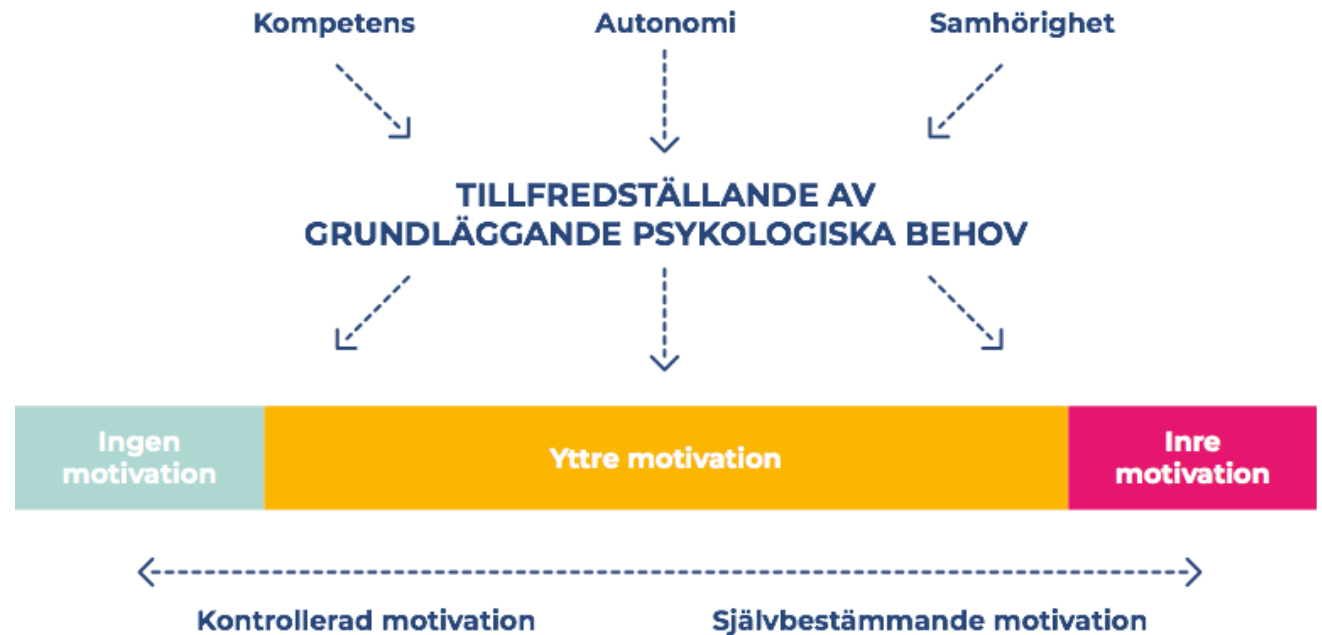 Kompetens
Autonomi
Samhörighet
TILLFREDSTÄLLANDE AV
GRUNDLÄGGANDE PSYKOLOGISKA BEHOV
Ingen
motivation
Yttre motivation
Inre
motivation
Kontrollerad motivation
Självbestämmande motivation